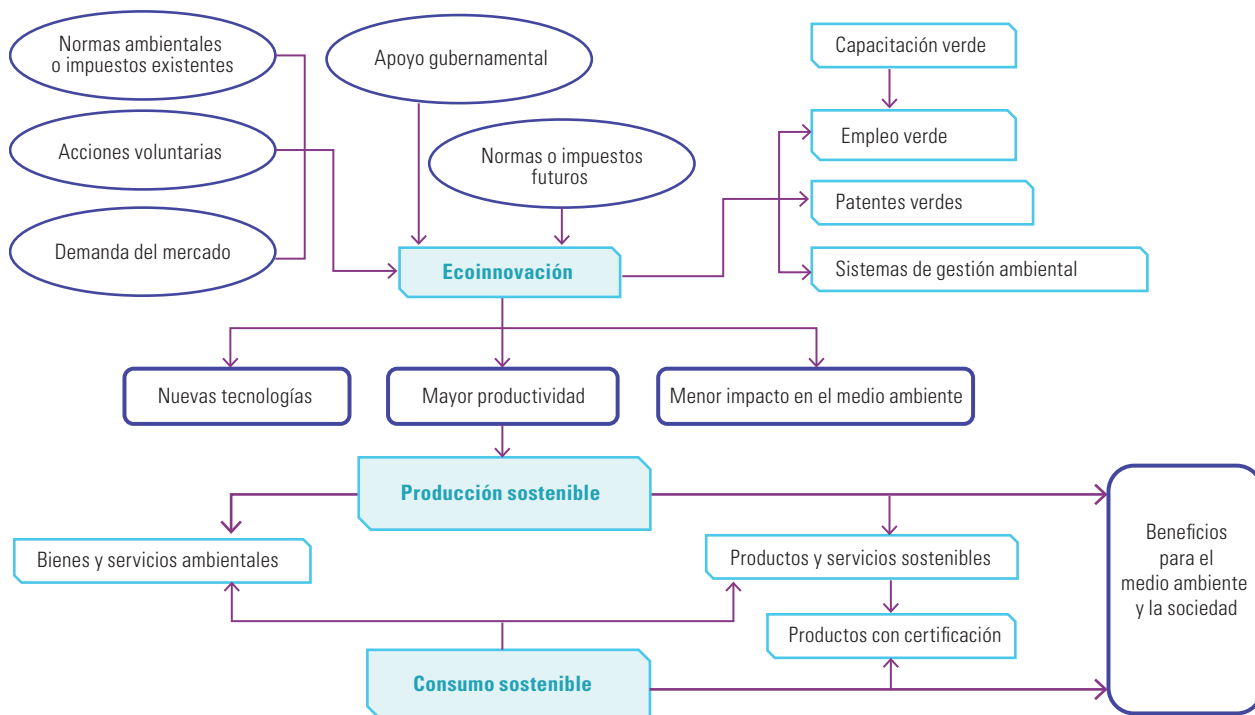 Normas ambientales
o impuestos existentes
Apoyo gubernamental
Capacitación verde
Acciones voluntarias
Normas o impuestos
futuros
Empleo verde
Patentes verdes
Demanda del mercado
Ecoinnovación
Sistemas de gestión ambiental
Nuevas tecnologías
Mayor productividad
Menor impacto en el medio ambiente
Producción sostenible
Bienes y servicios ambientales
Productos y servicios sostenibles
Beneficios
para el
medio ambiente
y la sociedad
Productos con certificación
Consumo sostenible